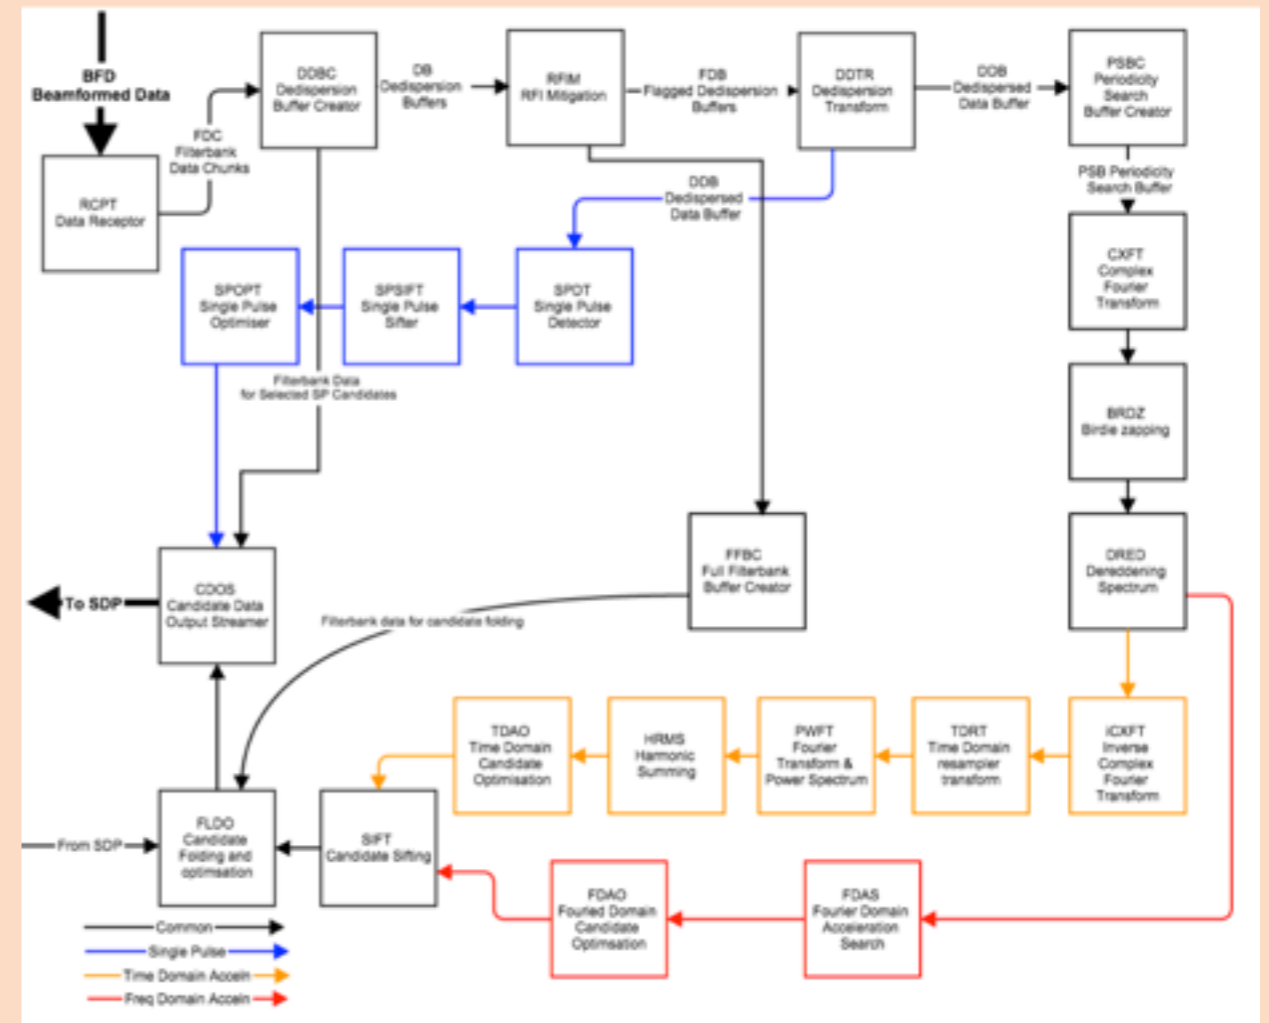 BFD
Beamformed Data
RCPT
Data Receptor
FDC
Filterbank
Data Chunks
DDBC
Dedispersion
Buffer Creator
DB
Dedispersion
Buffers
RFIM
RFI Mitigation
FDB
Flagged Dedispersion
Buffers
DDTR
Dedispersion
Transform
DDB
Dedispersed
Data Buffer
PSBC
Periodicity
Search
Buffer Creator
PSB Periodicity
Search Buffer
CXFT
Complex
Fourier
Transform
BRDZ
Birdie zapping
DRED
Dereddening
Spectrum
DDB
Dedispersed
Data Buffer
SPDT
Single Pulse
Detector
SPSIFT
Single Pulse
Sifter
SPOPT
Single Pulse
Optimiser
Filterbank Data
for Selected SP Candidates
FFBC
Full Filterbank
Buffer Creator
Filterbank data for candidate folding
CDOS
Candidate Data
Output Streamer
To SDP
iCXFT
Inverse
Complex
Fourier
Transform
TDRT
Time Domain
resampler
transform
PWFT
Fourier
Transform &
Power Spectrum
HRMS
Harmonic
Summing
TDAO
Time Domain
Candidate
Optimisation
From SDP
FLDO
Candidate
Folding and
optimsation
SIFT
Candidate Sifting
FDAO
Fouried Domain
Candidate
Optimsation
FDAS
Fourier Domain
Acceleration
Search
Common
Single Pulse
Time Domain Acceln
Freq Domain Acceln